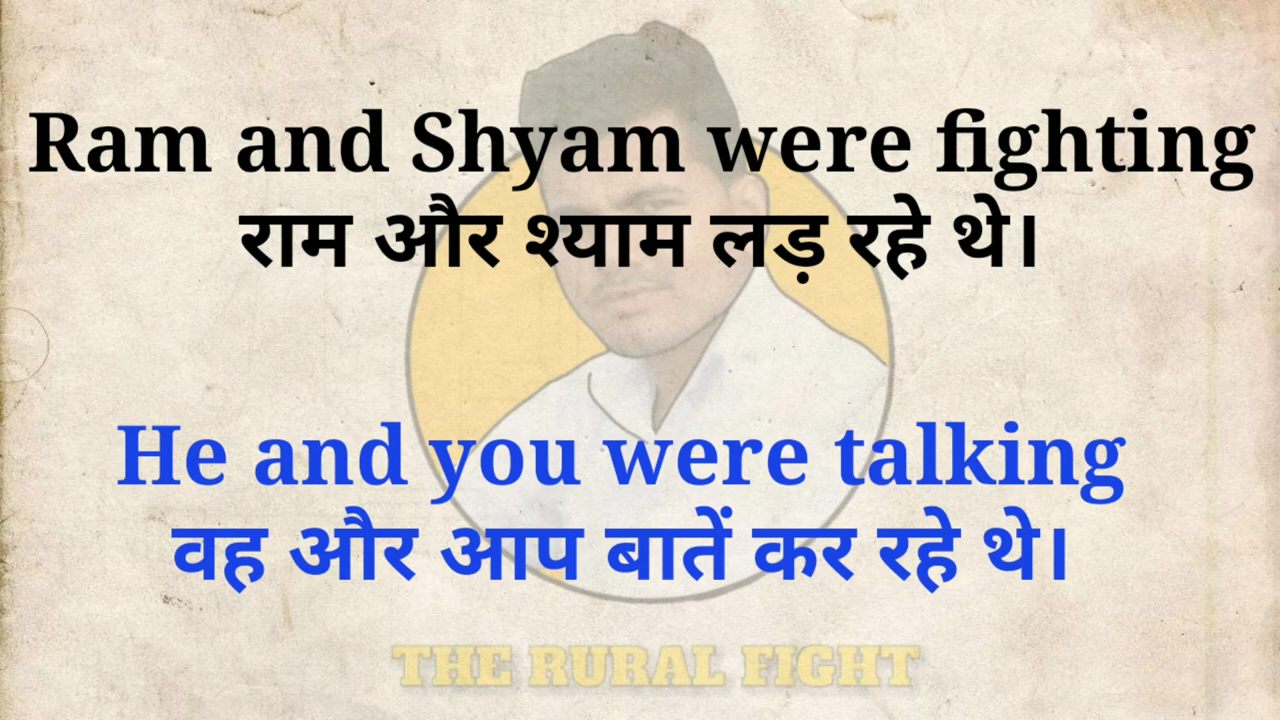 Ram and Shyam were fighting
राम और श्याम लड़ रहे थे।
He and you were talking
वह और आप बातें कर रहे थे।
THE RURAL FIGHT